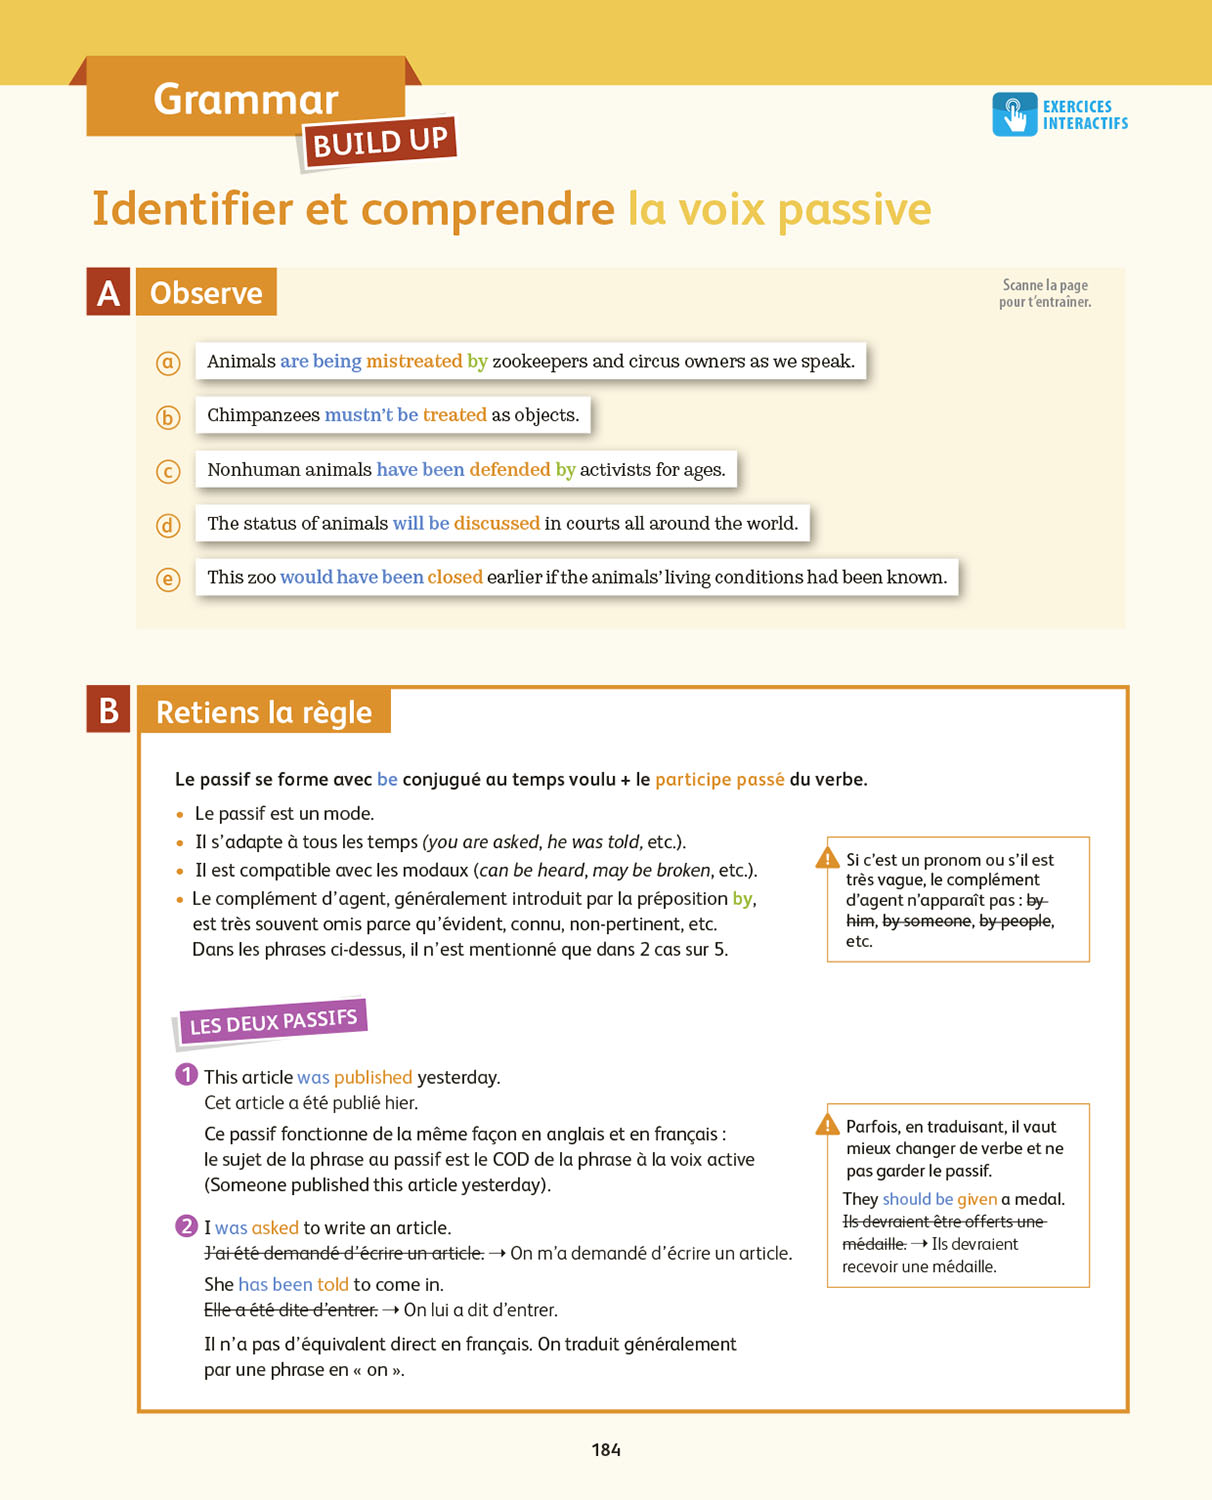 Grammar
BUILD UP
EXERCICES
INTERACTIFS
Identifier et comprendre la voix passive
A Observe
Scanne la page
pour t'entraîner.
a Animals are being mistreated by zookeepers and circus owners as we speak.
b Chimpanzees mustn't be treated as objects.
c Nonhuman animals have been defended by activists for ages.
d The status of animals will be discussed in courts all around the world.
e This zoo would have been closed earlier if the animals' living conditions had been known.
B Retiens la règle
Le passif se forme avec be conjugué au temps voulu + le participe passé du verbe.
• Le passif est un mode.
• Il s'adapte à tous les temps (you are asked, he was told, etc.).
• Il est compatible avec les modaux (can be heard, may be broken, etc.).
• Le complément d'agent, généralement introduit par la préposition by,
est très souvent omis parce qu'évident, connu, non-pertinent, etc.
Dans les phrases ci-dessus, il n'est mentionné que dans 2 cas sur 5.
! Si c'est un pronom ou s'il est
très vague, le complément
d'agent n'apparaît pas : by
him, by someone, by people,
etc.
LES DEUX PASSIFS
1 This article was published yesterday.
Cet article a été publié hier.
Ce passif fonctionne de la même façon en anglais et en français :
le sujet de la phrase au passif est le COD de la phrase à la voix active
(Someone published this article yesterday).
2 I was asked to write an article.
J'ai été demandé d'écrire un article. → On m'a demandé d'écrire un article.
She has been told to come in.
Elle a été dite d'entrer. → On lui a dit d'entrer.
Il n'a pas d'équivalent direct en français. On traduit généralement
par une phrase en « on ».
! Parfois, en traduisant, il vaut
mieux changer de verbe et ne
pas garder le passif.
They should be given a medal.
Ils devraient être offerts une
médaille. → Ils devraient
recevoir une médaille.
184